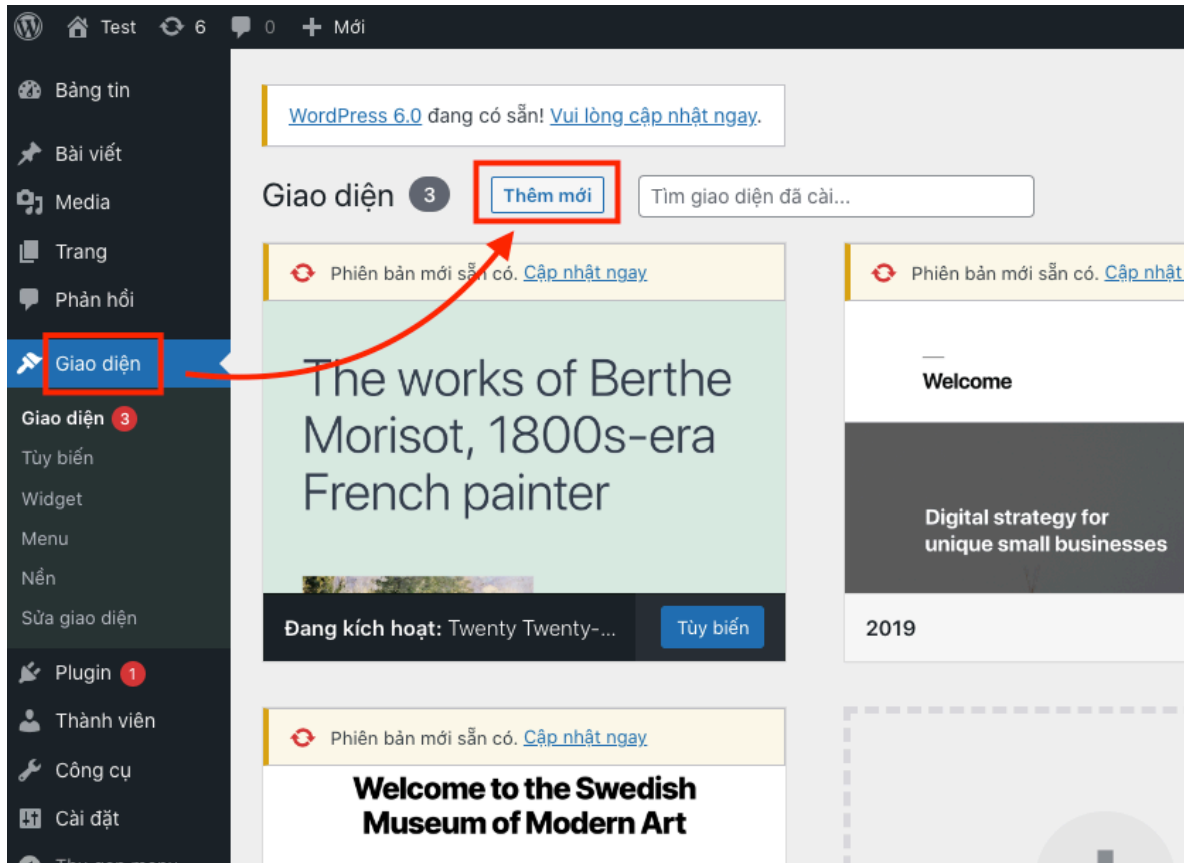 Test 6 0 Mới
Bảng tin
Bài viết
Media
Trang
Phản hồi
Giao diện
Giao diện 3
Tùy biến
Widget
Menu
Nền
Sửa giao diện
Plugin 1
Thành viên
Công cụ
Cài đặt
WordPress 6.0 đang có sẵn! Vui lòng cập nhật ngay.
Giao diện 3 Thêm mới Tìm giao diện đã cài...
Phiên bản mới sẵn có. Cập nhật ngay
The works of Berthe
Morisot, 1800s-era
French painter
Đang kích hoạt: Twenty Twenty-... Tùy biến
Phiên bản mới sẵn có. Cập nhật
Welcome
Digital strategy for
unique small businesses
2019
Phiên bản mới sẵn có. Cập nhật ngay
Welcome to the Swedish
Museum of Modern Art